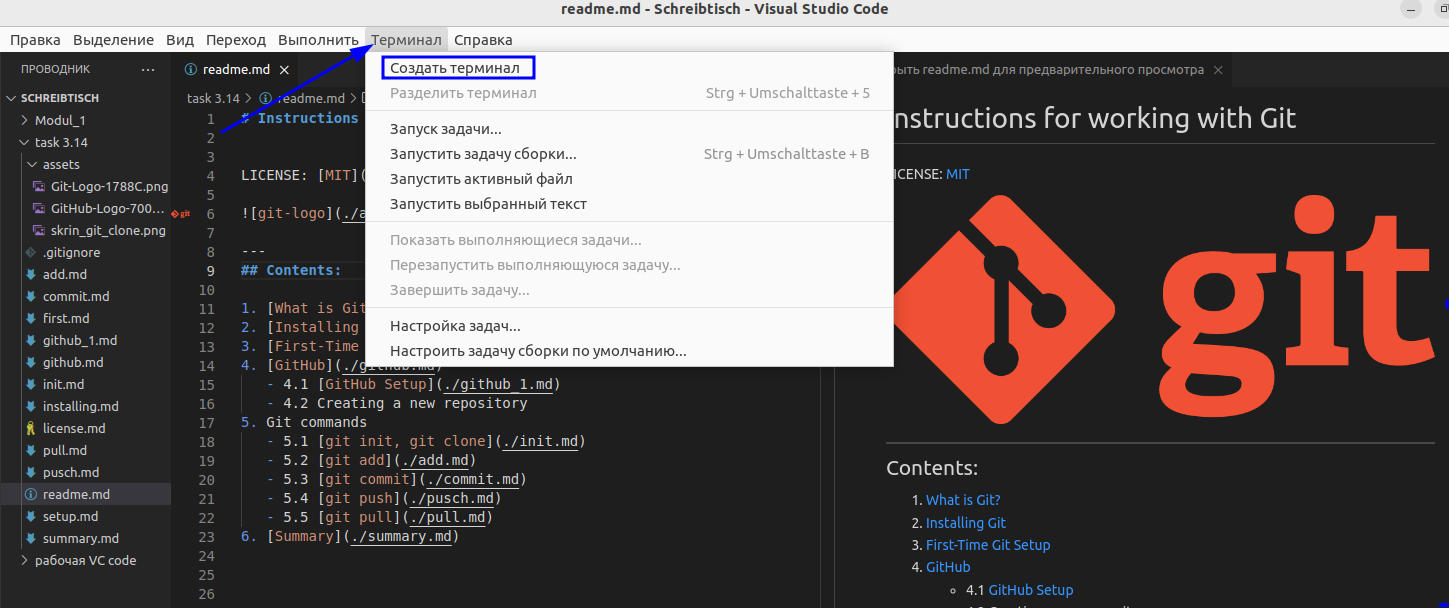 readme.md - Schreibtisch - Visual Studio Code
Правка Выделение Вид Переход Выполнить Терминал Справка
ПРОВОДНИК
SCHREIBTISCH
Modul_1
task 3.14
assets
Git-Logo-1788C.png
GitHub-Logo-700...
skrin_git_clone.png
.gitignore
add.md
commit.md
first.md
github_1.md
github.md
init.md
installing.md
license.md
pull.md
pusch.md
readme.md
setup.md
summary.md
рабочая VC code
readme.md
task 3.14 > readme.md >
1 # Instructions
2
3
4 LICENSE: [MIT](
5
6 ![git-logo](./a
7
8 ---
9 ## Contents:
10
11 1. [What is Git
12 2. [Installing
13 3. [First-Time
14 4. [GitHub](./github.md)
15 - 4.1 [GitHub Setup](./github_1.md)
16 - 4.2 Creating a new repository
17 5. Git commands
18 - 5.1 [git init, git clone](./init.md)
19 - 5.2 [git add](./add.md)
20 - 5.3 [git commit](./commit.md)
21 - 5.4 [git push](./pusch.md)
22 - 5.5 [git pull](./pull.md)
23 6. [Summary](./summary.md)
24
25
26
Создать терминал
Разделить терминал Strg + Umschalttaste + 5
Запуск задачи...
Запустить задачу сборки... Strg + Umschalttaste + B
Запустить активный файл
Запустить выбранный текст
Показать выполняющиеся задачи...
Перезапустить выполняющуюся задачу...
Завершить задачу...
Настройка задач...
Настроить задачу сборки по умолчанию...
рыть readme.md для предварительного просмотра
nstructions for working with Git
ICENSE: MIT
git
Contents:
1. What is Git?
2. Installing Git
3. First-Time Git Setup
4. GitHub
4.1 GitHub Setup